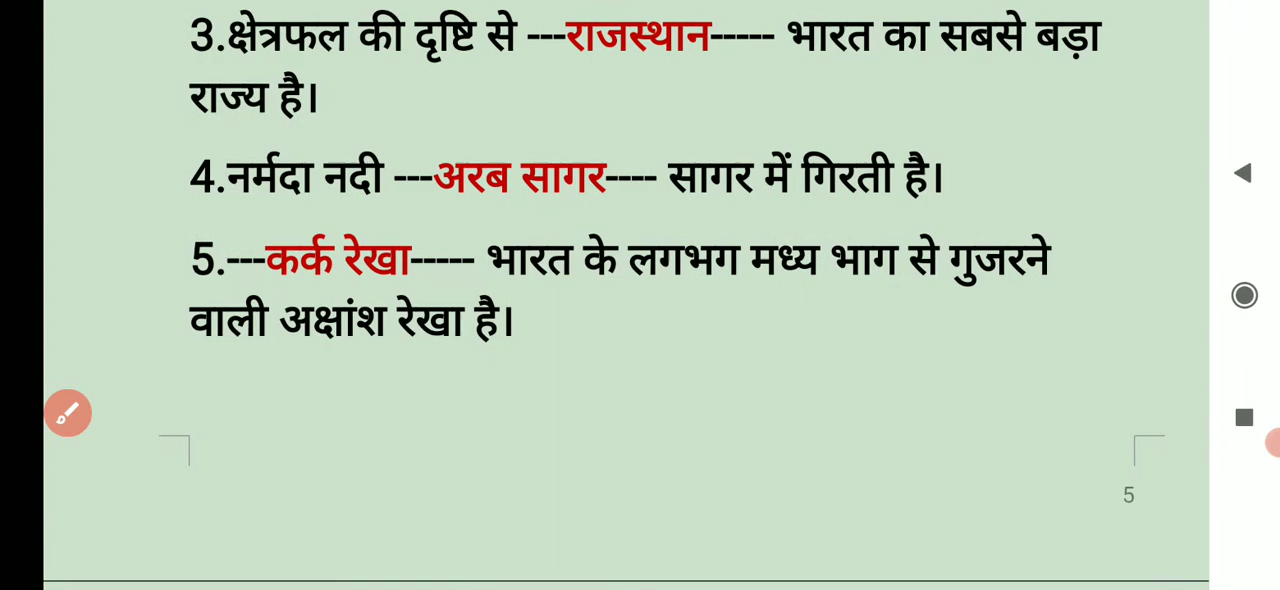 3.क्षेत्रफल की दृष्टि से ---राजस्थान----- भारत का सबसे बड़ा
राज्य है।
4.नर्मदा नदी ---अरब सागर---- सागर में गिरती है।
5.---कर्क रेखा----- भारत के लगभग मध्य भाग से गुजरने
वाली अक्षांश रेखा है।
5